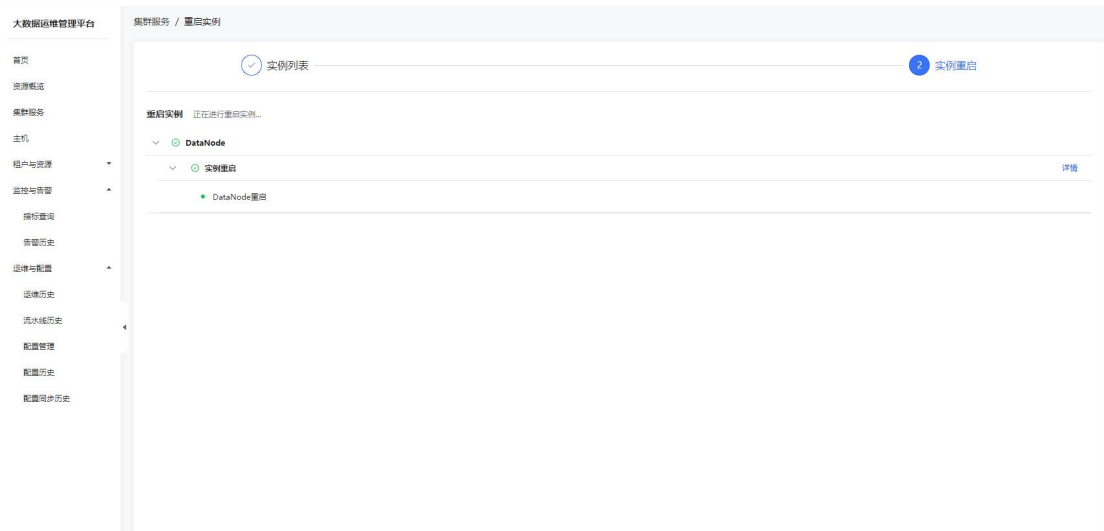 大数据运维管理平台
集群服务 / 重启实例
首页
资源概览
集群服务
主机
租户与资源
监控与告警
指标查询
告警历史
运维与配置
运维历史
流水线历史
配置管理
配置历史
配置同步历史
实例列表
2 实例重启
重启实例 正在进行重启实例...
DataNode
实例重启 详情
DataNode重启